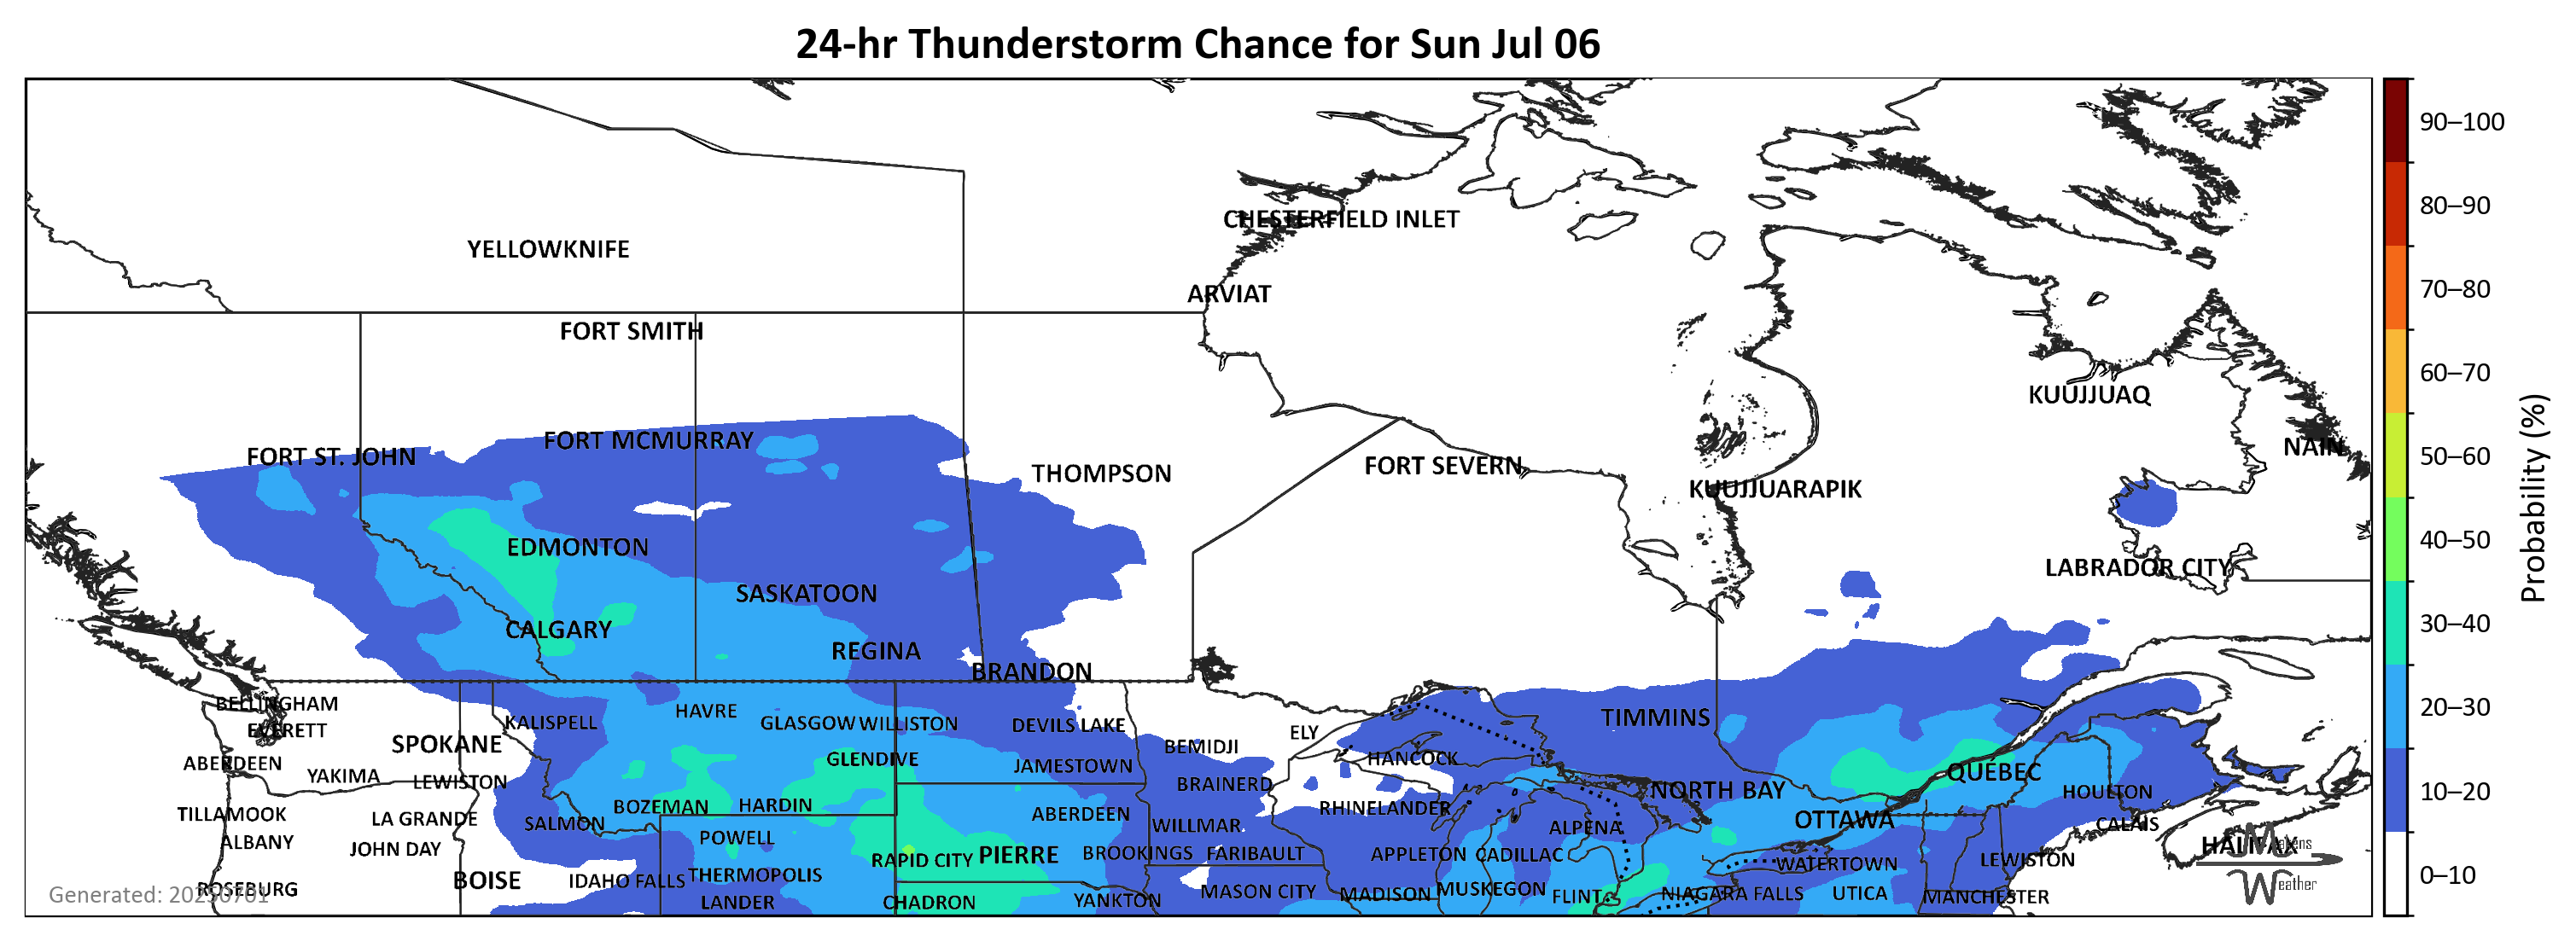 24-hr Thunderstorm Chance for Sun Jul 06
90–100
80–90
CHESTERFIELD INLET
YELLOWKNIFE
70–80
ARVIAT
FORT SMITH
60–70
KUUJJUAQ
50–60
FORT MCMURRAY
NAIN
FORT ST. JOHN
FORT SEVERN
THOMPSON
KUUJJUARAPIK
Probability (%)
40–50
EDMONTON
LABRADOR CITY
SASKATOON
30–40
CALGARY
REGINA
BRANDON
BELLINGHAM
20–30
HAVRE
TIMMINS
KALISPELL
GLASGOW WILLISTON
DEVILS LAKE
EVERETT
ELY
SPOKANE
BEMIDJI
HANCOCK
GLENDIVE
ABERDEEN
JAMESTOWN
QUÉBEC
YAKIMA
LEWISTON
BRAINERD
NORTH BAY
HOULTON
10–20
BOZEMAN
HARDIN
RHINELANDER
TILLAMOOK
LA GRANDE
ABERDEEN
OTTAWA
SALMON
WILLMAR
ALPENA
CALAIS
POWELL
ALBANY
HALIFAX
Matens
JOHN DAY
RAPID CITY
PIERRE
BROOKINGS
FARIBAULT
APPLETON
CADILLAC
WATERTOWN
LEWISTON
BOISE
IDAHO FALLS
THERMOPOLIS
0–10
Weather
ROSEBURG
Generated: 20250701
MASON CITY
MADISON
MUSKEGON
FLINT
NIAGARA FALLS
UTICA
MANCHESTER
LANDER
CHADRON
YANKTON